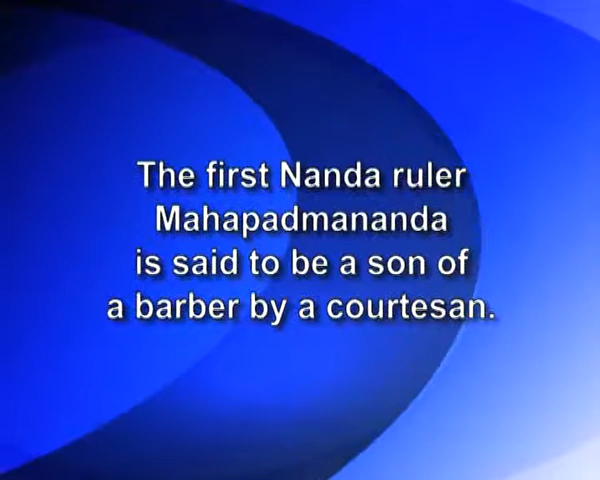 The first Nanda ruler
Mahapadmananda
is said to be a son of
a barber by a courtesan.